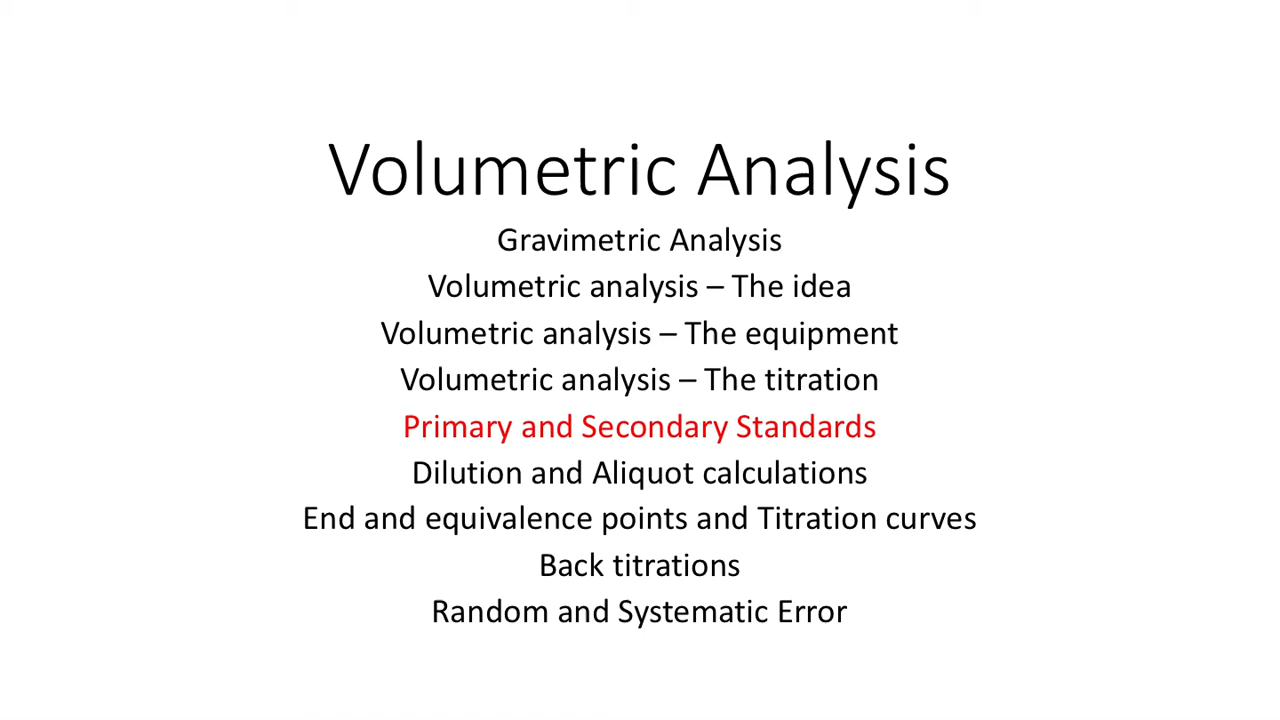 Volumetric Analysis
Gravimetric Analysis
Volumetric analysis – The idea
Volumetric analysis – The equipment
Volumetric analysis – The titration
Primary and Secondary Standards
Dilution and Aliquot calculations
End and equivalence points and Titration curves
Back titrations
Random and Systematic Error